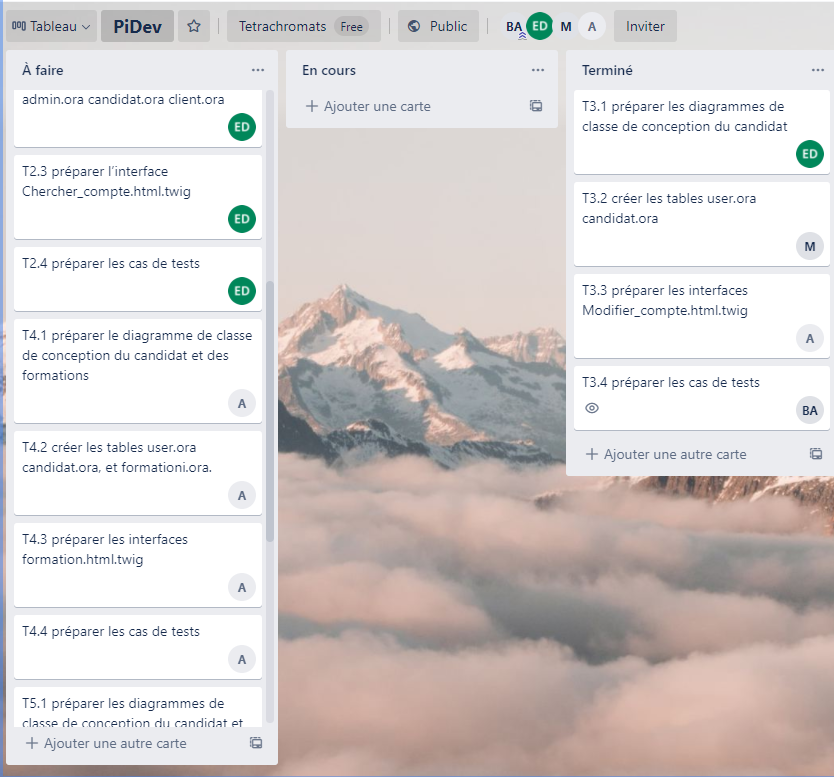 Tableau
PiDev
Tetrachromats Free
Public
BA ED M A
Inviter
À faire
admin.ora candidat.ora client.ora
ED
T2.3 préparer l'interface
Chercher_compte.html.twig
ED
T2.4 préparer les cas de tests
ED
T4.1 préparer le diagramme de classe
de conception du candidat et des
formations
A
T4.2 créer les tables user.ora
candidat.ora, et formationi.ora.
A
T4.3 préparer les interfaces
formation.html.twig
A
T4.4 préparer les cas de tests
A
T5.1 préparer les diagrammes de
classe de conception du candidat et
Ajouter une autre carte
En cours
Ajouter une carte
Terminé
T3.1 préparer les diagrammes de
classe de conception du candidat
ED
T3.2 créer les tables user.ora
candidat.ora
M
T3.3 préparer les interfaces
Modifier_compte.html.twig
A
T3.4 préparer les cas de tests
BA
Ajouter une autre carte